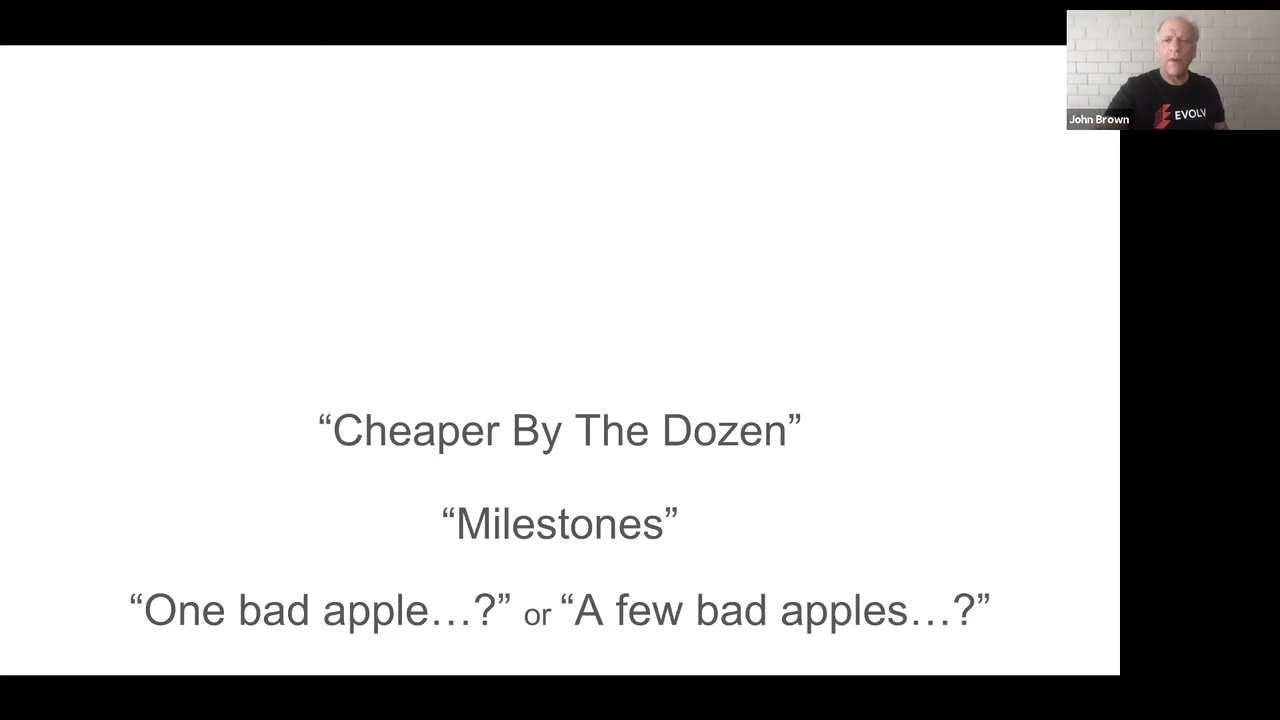 John Brown
EVOLV
“Cheaper By The Dozen”
“Milestones”
“One bad apple…?” or “A few bad apples…?”